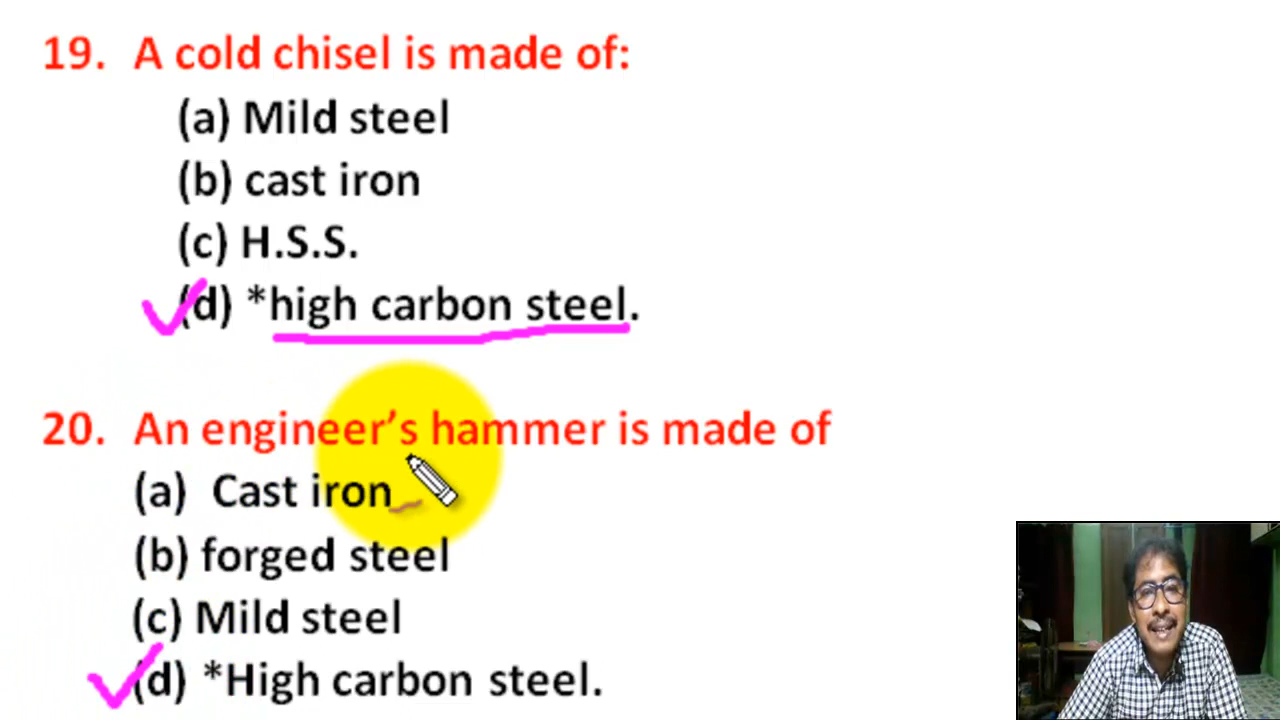 19. A cold chisel is made of:
(a) Mild steel
(b) cast iron
(c) H.S.S.
(d) *high carbon steel.
20. An engineer’s hammer is made of
(a) Cast iron
(b) forged steel
(c) Mild steel
(d) *High carbon steel.